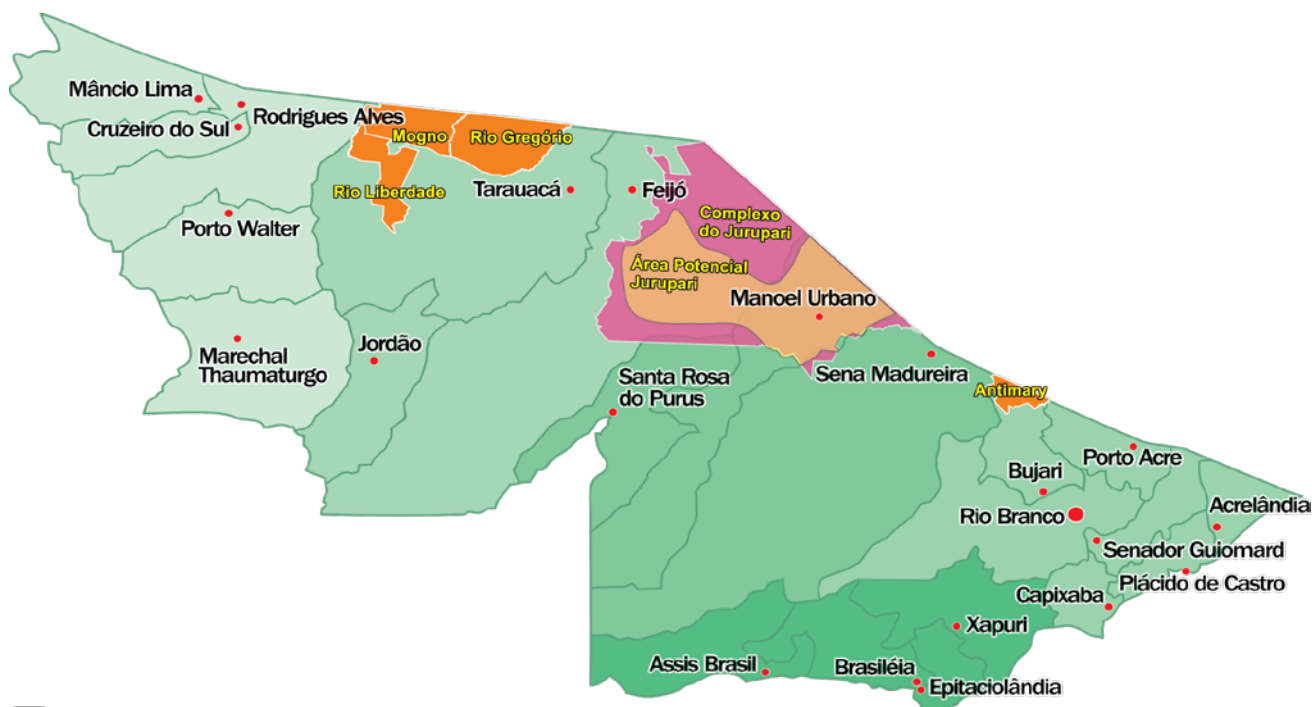 Mâncio Lima
Rodrigues Alves
Cruzeiro do Sul
Mogno
Rio Gregório
Rio Liberdade
Tarauacá
Feijó
Porto Walter
Complexo
do Jurupari
Área Potencial
Jurupari
Manoel Urbano
Marechal
Thaumaturgo
Jordão
Santa Rosa
do Purus
Sena Madureira
Antimary
Bujari
Porto Acre
Rio Branco
Acrelândia
Senador Guiomard
Plácido de Castro
Capixaba
Xapuri
Assis Brasil
Brasiléia
Epitaciolândia